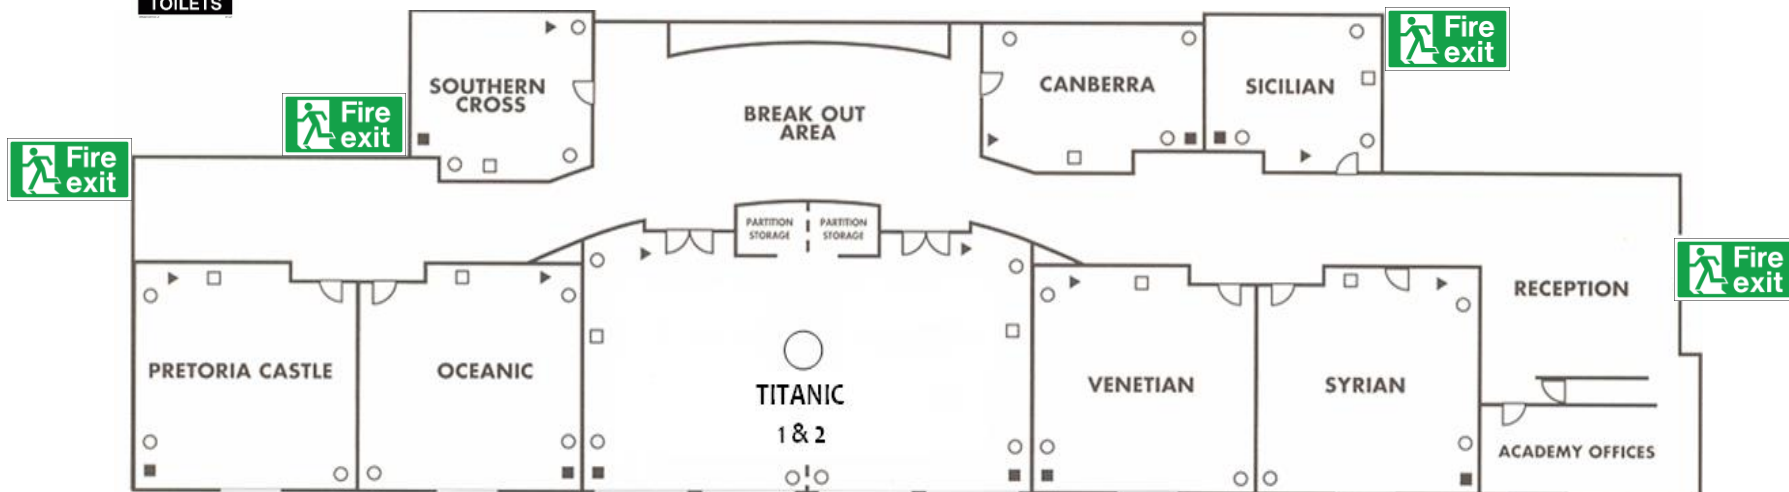 TOILETS
Fire
exit
Fire
exit
Fire
exit
Fire
exit
SOUTHERN
CROSS
BREAK OUT
AREA
CANBERRA
SICILIAN
PARTITION
STORAGE
PARTITION
STORAGE
RECEPTION
PRETORIA CASTLE
OCEANIC
TITANIC
1 & 2
VENETIAN
SYRIAN
ACADEMY OFFICES